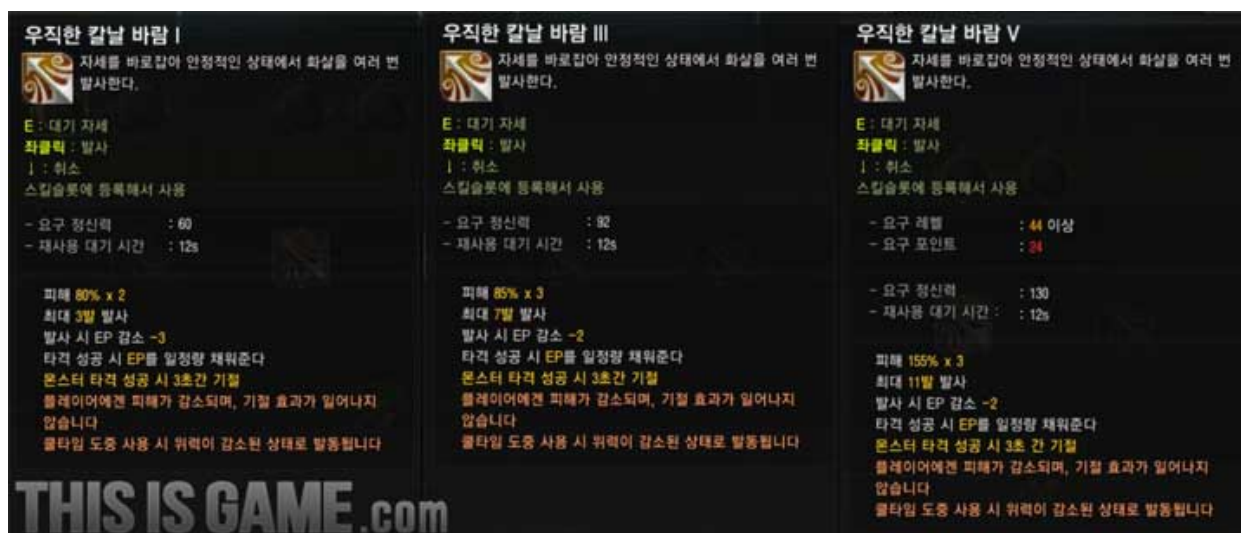 우직한 칼날 바람 I
자세를 바로잡아 안정적인 상태에서 화살을 여러 번
발사한다.
E : 대기 자세
좌클릭 : 발사
↓ : 취소
스킬슬롯에 등록해서 사용
- 요구 정신력 : 60
- 재사용 대기 시간 : 12s
피해 80% x 2
최대 3발 발사
발사 시 EP 감소 -3
타격 성공 시 EP를 일정량 채워준다
몬스터 타격 성공 시 3초간 기절
플레이어에겐 피해가 감소되며, 기절 효과가 일어나지
않습니다
쿨타임 도중 사용 시 위력이 감소된 상태로 발동됩니다
우직한 칼날 바람 III
자세를 바로잡아 안정적인 상태에서 화살을 여러 번
발사한다.
E : 대기 자세
좌클릭 : 발사
↓ : 취소
스킬슬롯에 등록해서 사용
- 요구 정신력 : 92
- 재사용 대기 시간 : 12s
피해 85% x 3
최대 7발 발사
발사 시 EP 감소 -2
타격 성공 시 EP를 일정량 채워준다
몬스터 타격 성공 시 3초간 기절
플레이어에겐 피해가 감소되며, 기절 효과가 일어나지
않습니다
쿨타임 도중 사용 시 위력이 감소된 상태로 발동됩니다
우직한 칼날 바람 V
자세를 바로잡아 안정적인 상태에서 화살을 여러 번
발사한다.
E : 대기 자세
좌클릭 : 발사
↓ : 취소
스킬슬롯에 등록해서 사용
- 요구 레벨 : 44 이상
- 요구 포인트 : 24
- 요구 정신력 : 130
- 재사용 대기 시간 : 12s
피해 155% x 3
최대 11발 발사
발사 시 EP 감소 -2
타격 성공 시 EP를 일정량 채워준다
몬스터 타격 성공 시 3초 간 기절
플레이어에겐 피해가 감소되며, 기절 효과가 일어나지
않습니다
쿨타임 도중 사용 시 위력이 감소된 상태로 발동됩니다
THIS IS GAME.com